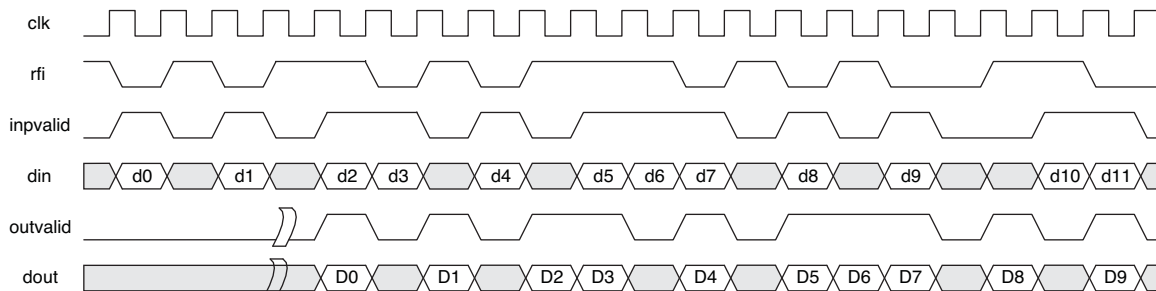 clk
rfi
inpvalid
din d0 d1 d2 d3 d4 d5 d6 d7 d8 d9 d10 d11
outvalid
dout D0 D1 D2 D3 D4 D5 D6 D7 D8 D9